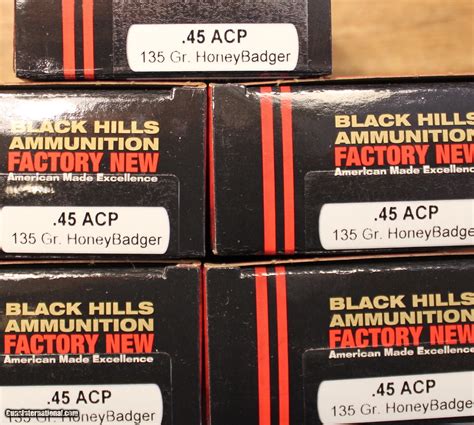 .45 ACP
135 Gr. HoneyBadger
BLACK HILLS
AMMUNITION
FACTORY NEW
American Made Excellence
.45 ACP
135 Gr. HoneyBadger
BLACK HILLS
AMMUNITION
FACTORY NEW
American Made Excellence
.45 ACP
135 Gr. HoneyBadger
BLACK HILLS
AMMUNITION
FACTORY NEW
American Made Excellence
.45 ACP
135 Gr. HoneyBadger
BLACK HILLS
AMMUNITION
FACTORY NEW
American Made Excellence
.45 ACP
135 Gr. HoneyBadger
GunsInternational.com